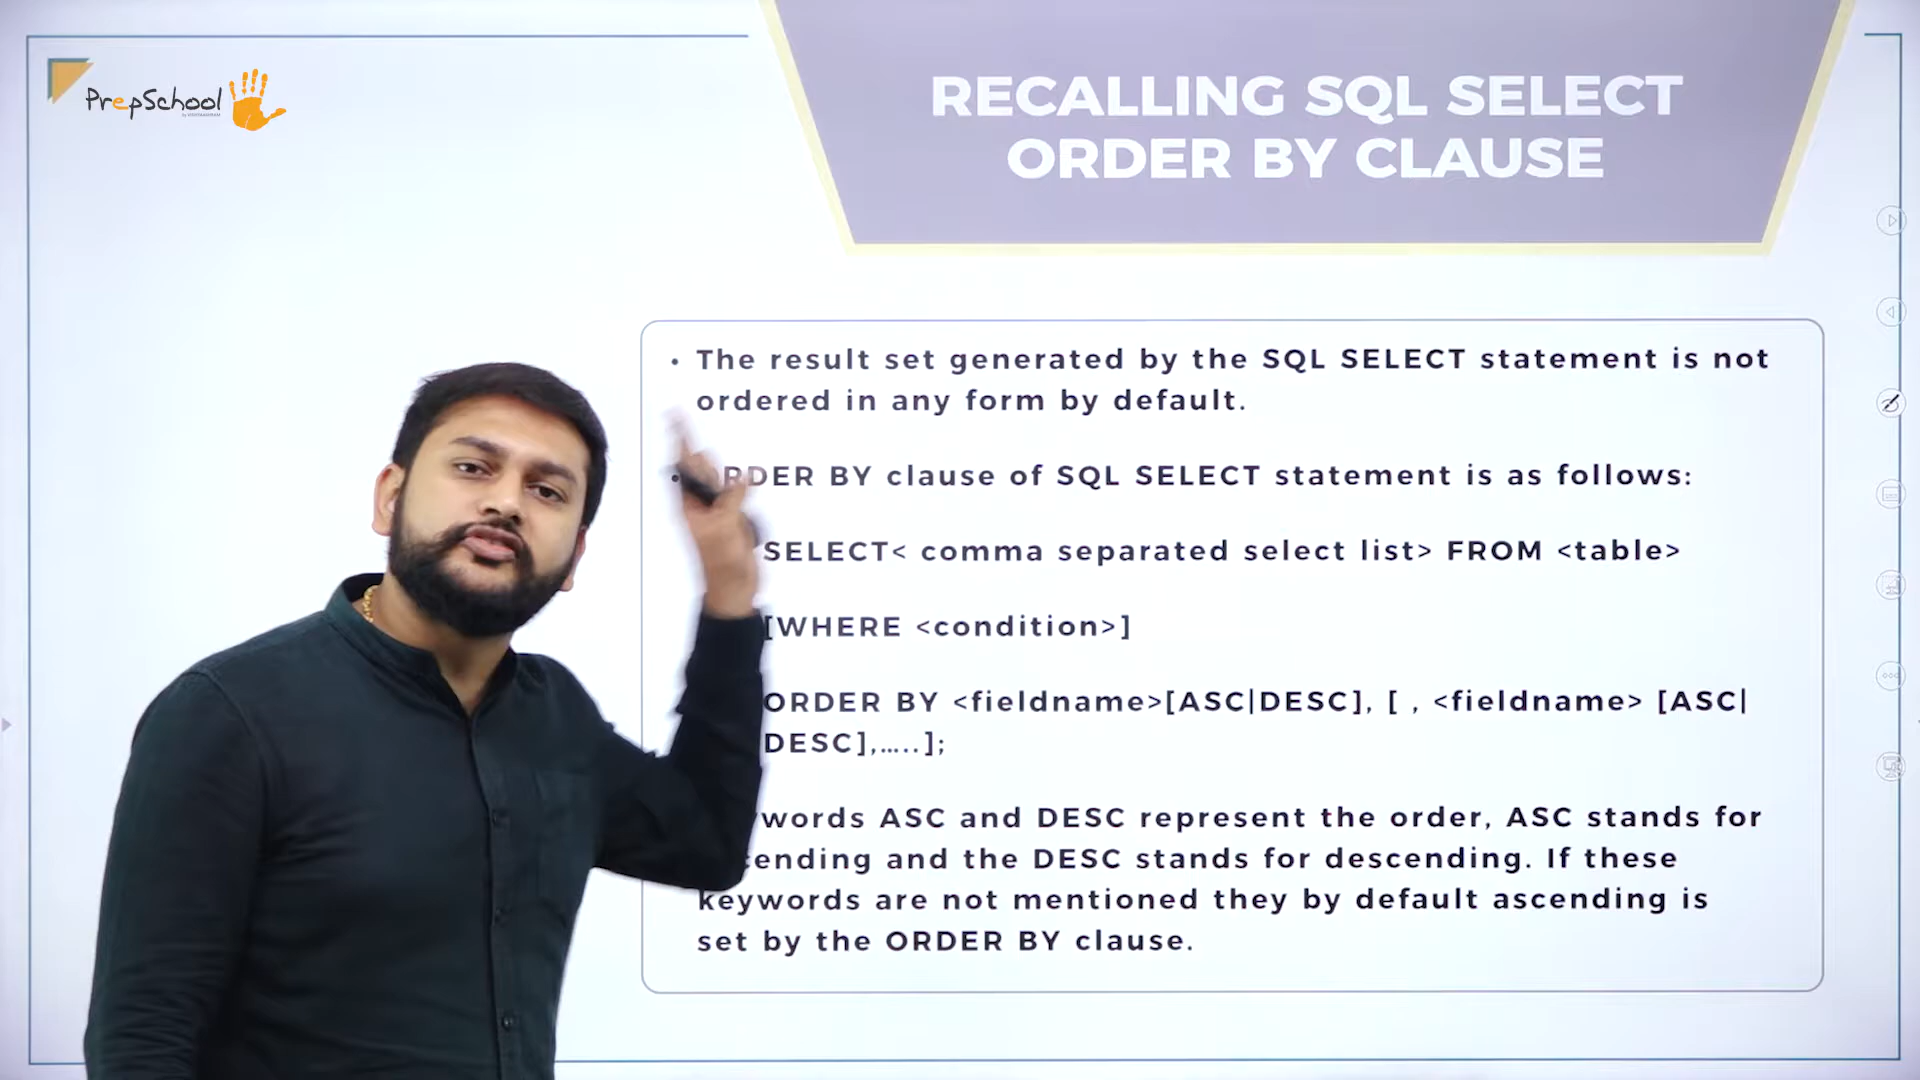 PrepSchool
RECALLING SQL SELECT
ORDER BY CLAUSE
• The result set generated by the SQL SELECT statement is not
ordered in any form by default.
• ORDER BY clause of SQL SELECT statement is as follows:
SELECT< comma separated select list> FROM <table>
[WHERE <condition>]
ORDER BY <fieldname>[ASC|DESC], [ , <fieldname> [ASC|
DESC],.....];
words ASC and DESC represent the order, ASC stands for
cending and the DESC stands for descending. If these
keywords are not mentioned they by default ascending is
set by the ORDER BY clause.